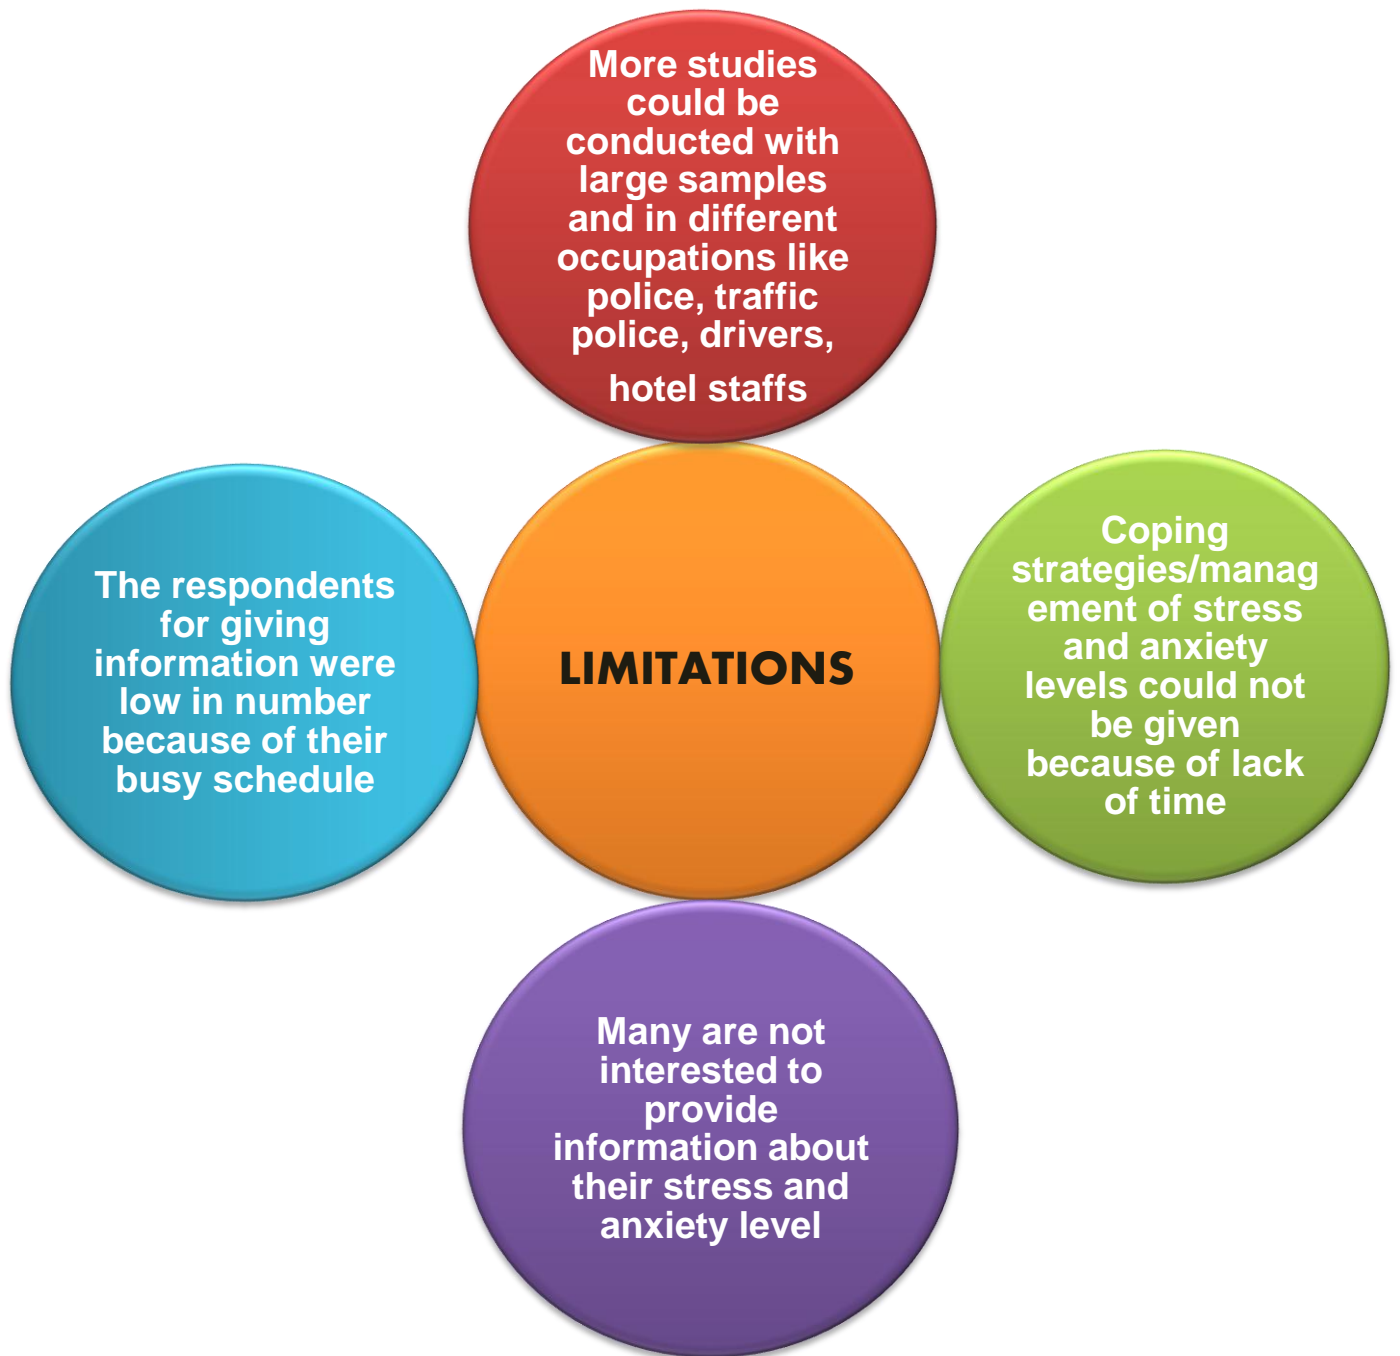 More studies
could be
conducted with
large samples
and in different
occupations like
police, traffic
police, drivers,
hotel staffs
The respondents
for giving
information were
low in number
because of their
busy schedule
LIMITATIONS
Coping
strategies/manag
ement of stress
and anxiety
levels could not
be given
because of lack
of time
Many are not
interested to
provide
information about
their stress and
anxiety level